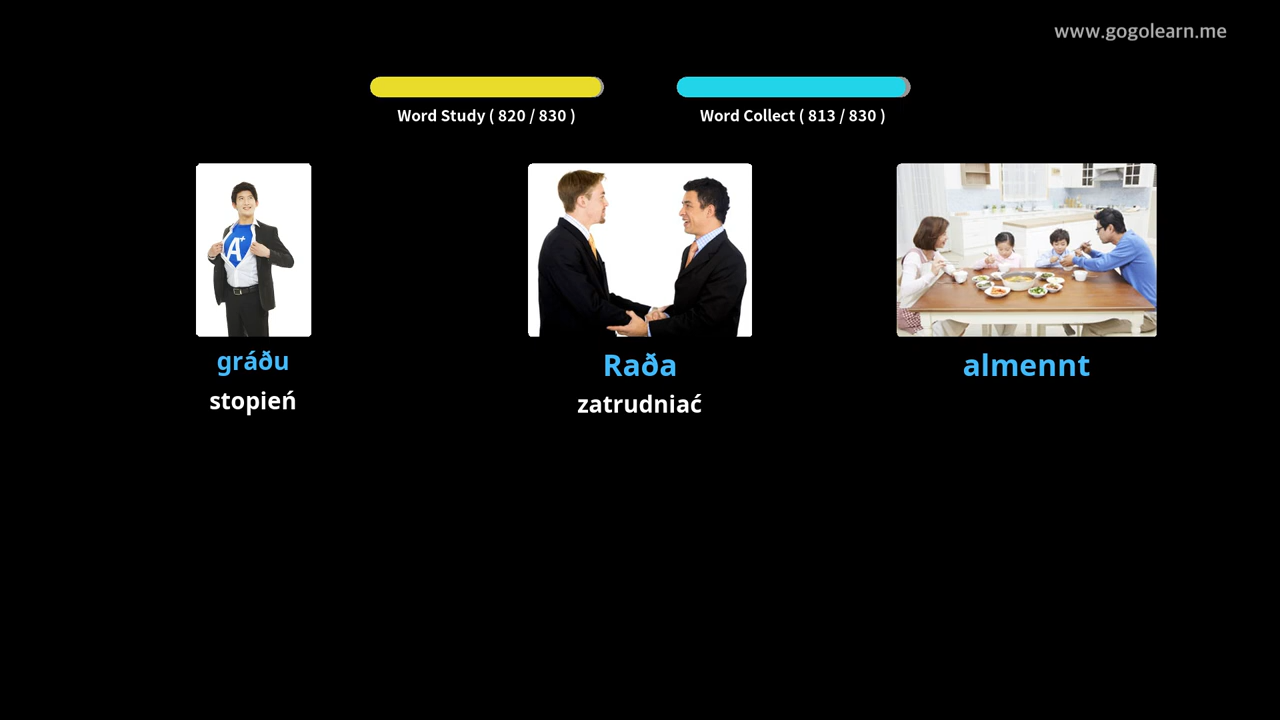 www.gogolearn.me
Word Study ( 820 / 830 )
Word Collect ( 813 / 830 )
A+
gráðu
stopień
Raða
zatrudniać
almennt